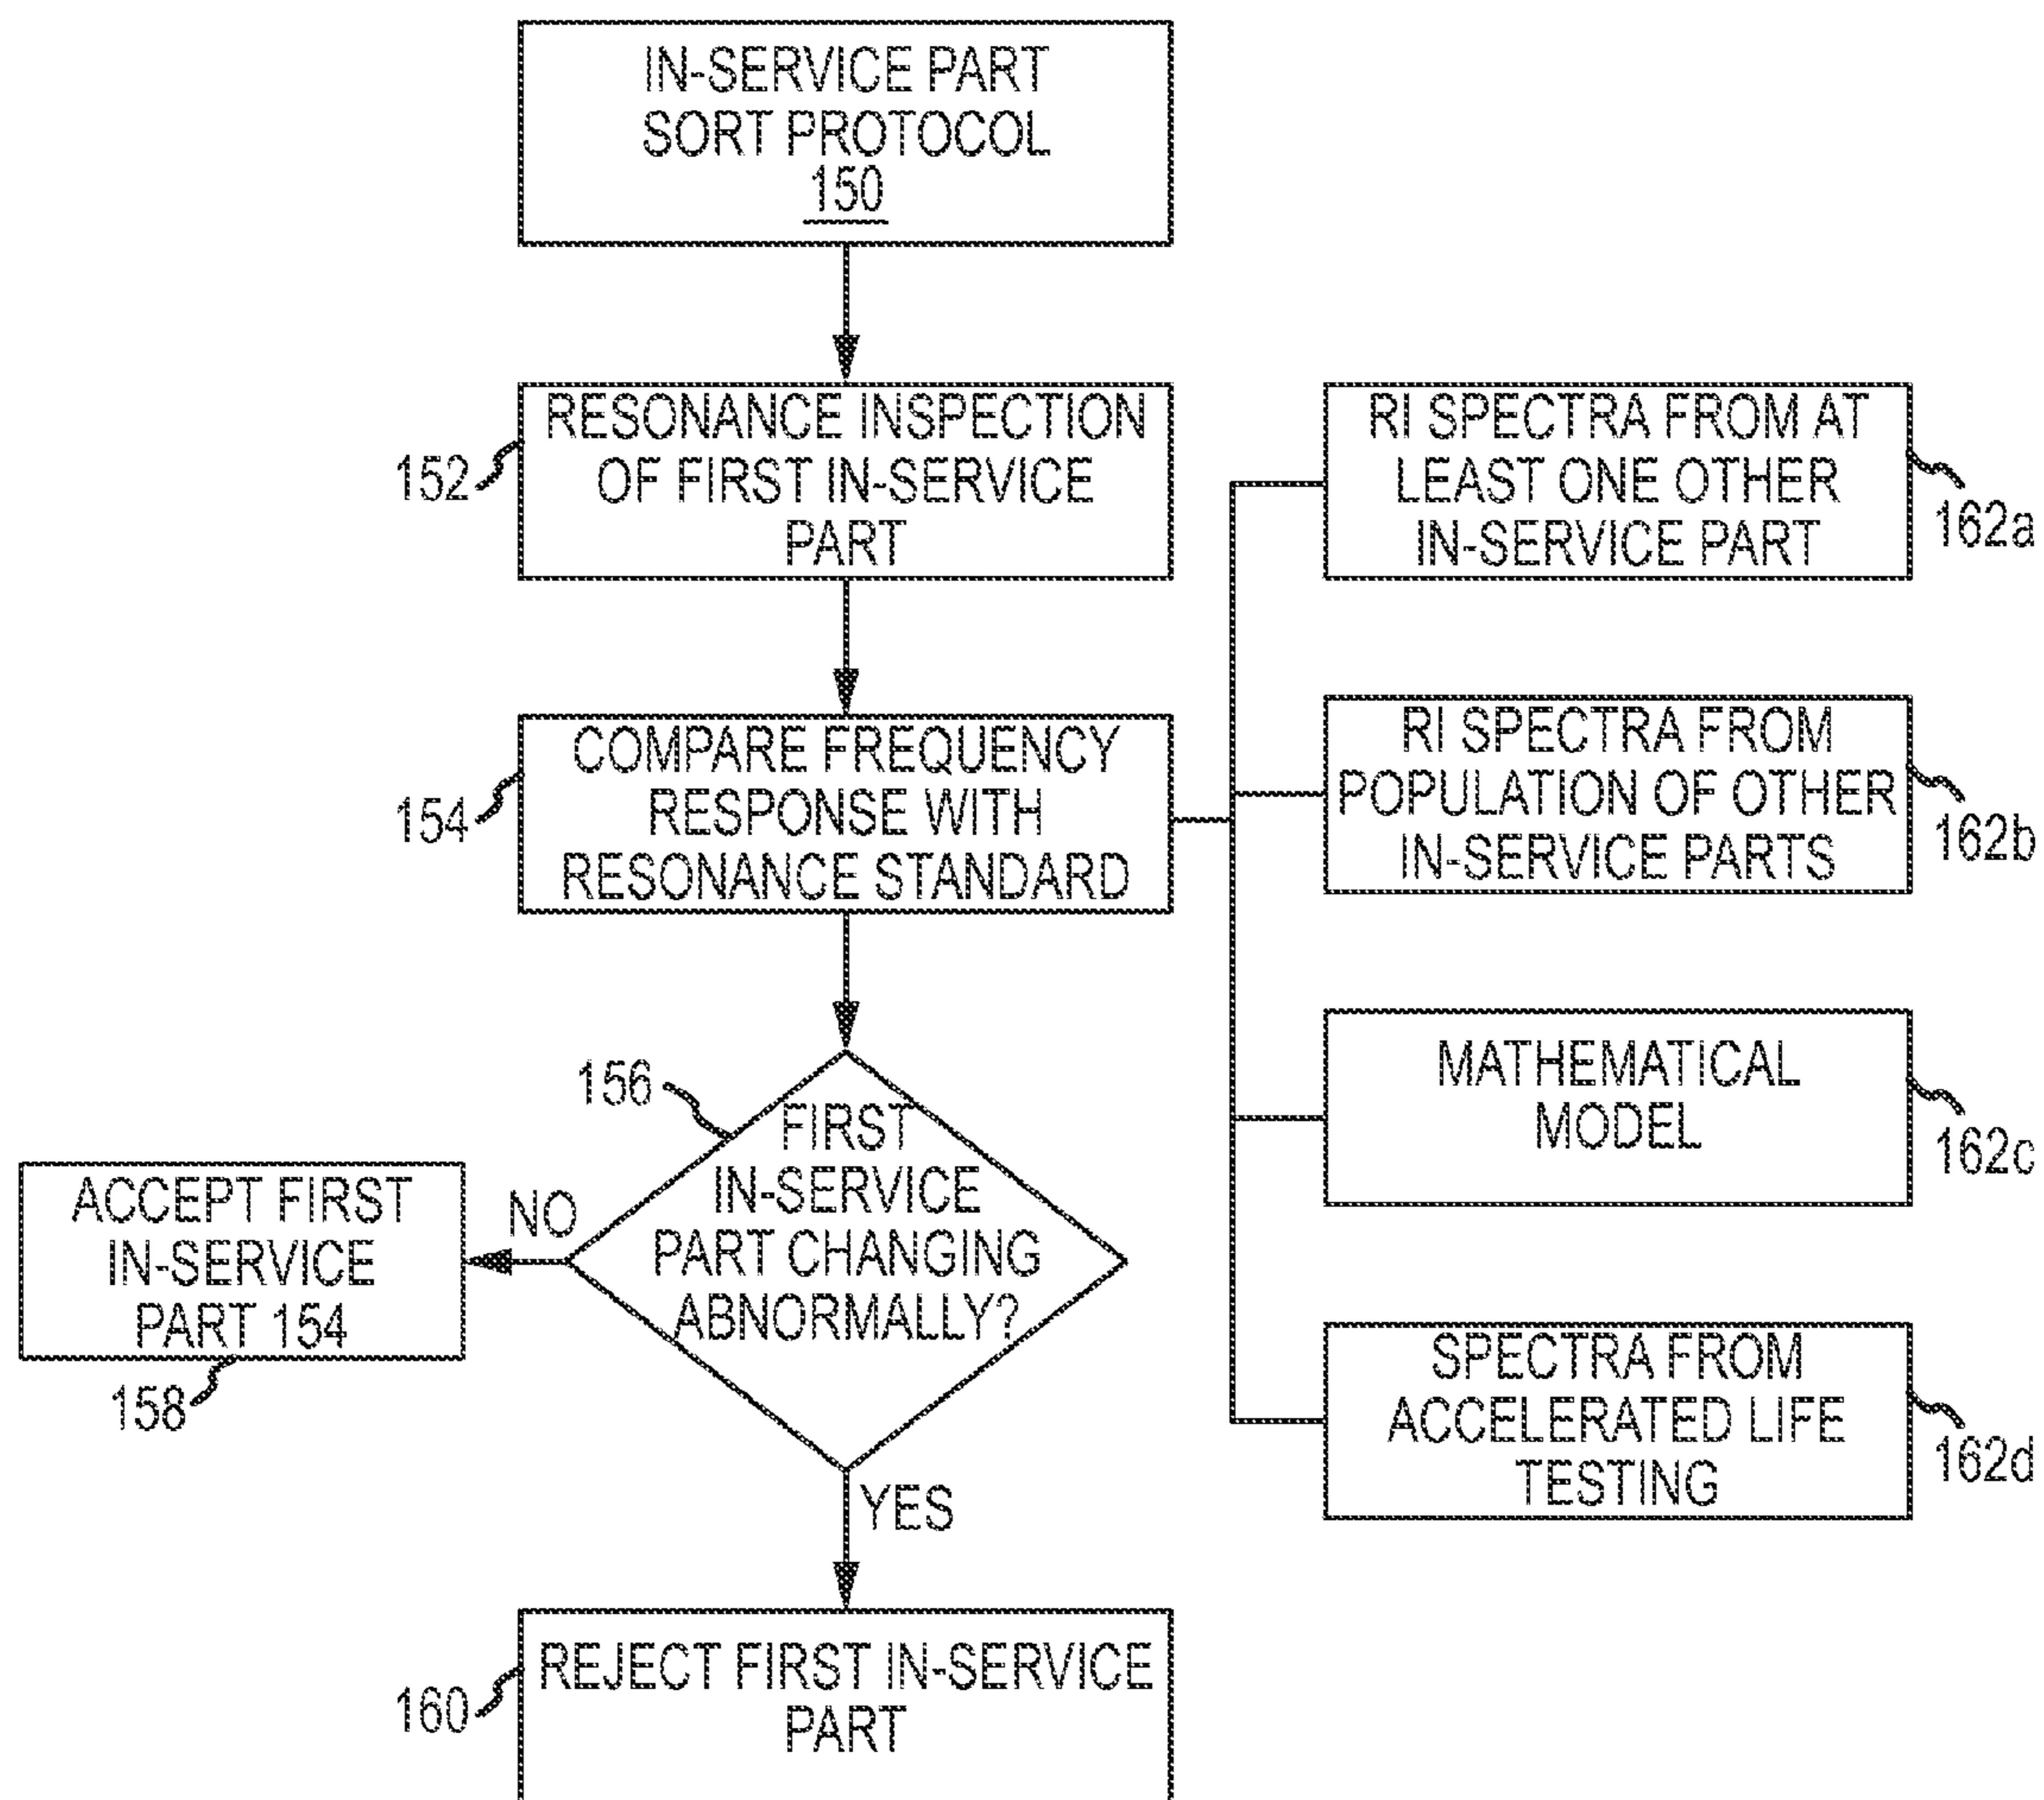 IN-SERVICE PART
SORT PROTOCOL
150
152
RESONANCE INSPECTION
OF FIRST IN-SERVICE
PART
154
COMPARE FREQUENCY
RESPONSE WITH
RESONANCE STANDARD
RI SPECTRA FROM AT
LEAST ONE OTHER
IN-SERVICE PART
162a
RI SPECTRA FROM
POPULATION OF OTHER
IN-SERVICE PARTS
162b
MATHEMATICAL
MODEL
162c
SPECTRA FROM
ACCELERATED LIFE
TESTING
162d
156
FIRST
IN-SERVICE
PART CHANGING
ABNORMALLY?
NO
ACCEPT FIRST
IN-SERVICE
PART 154
158
YES
160
REJECT FIRST IN-SERVICE
PART